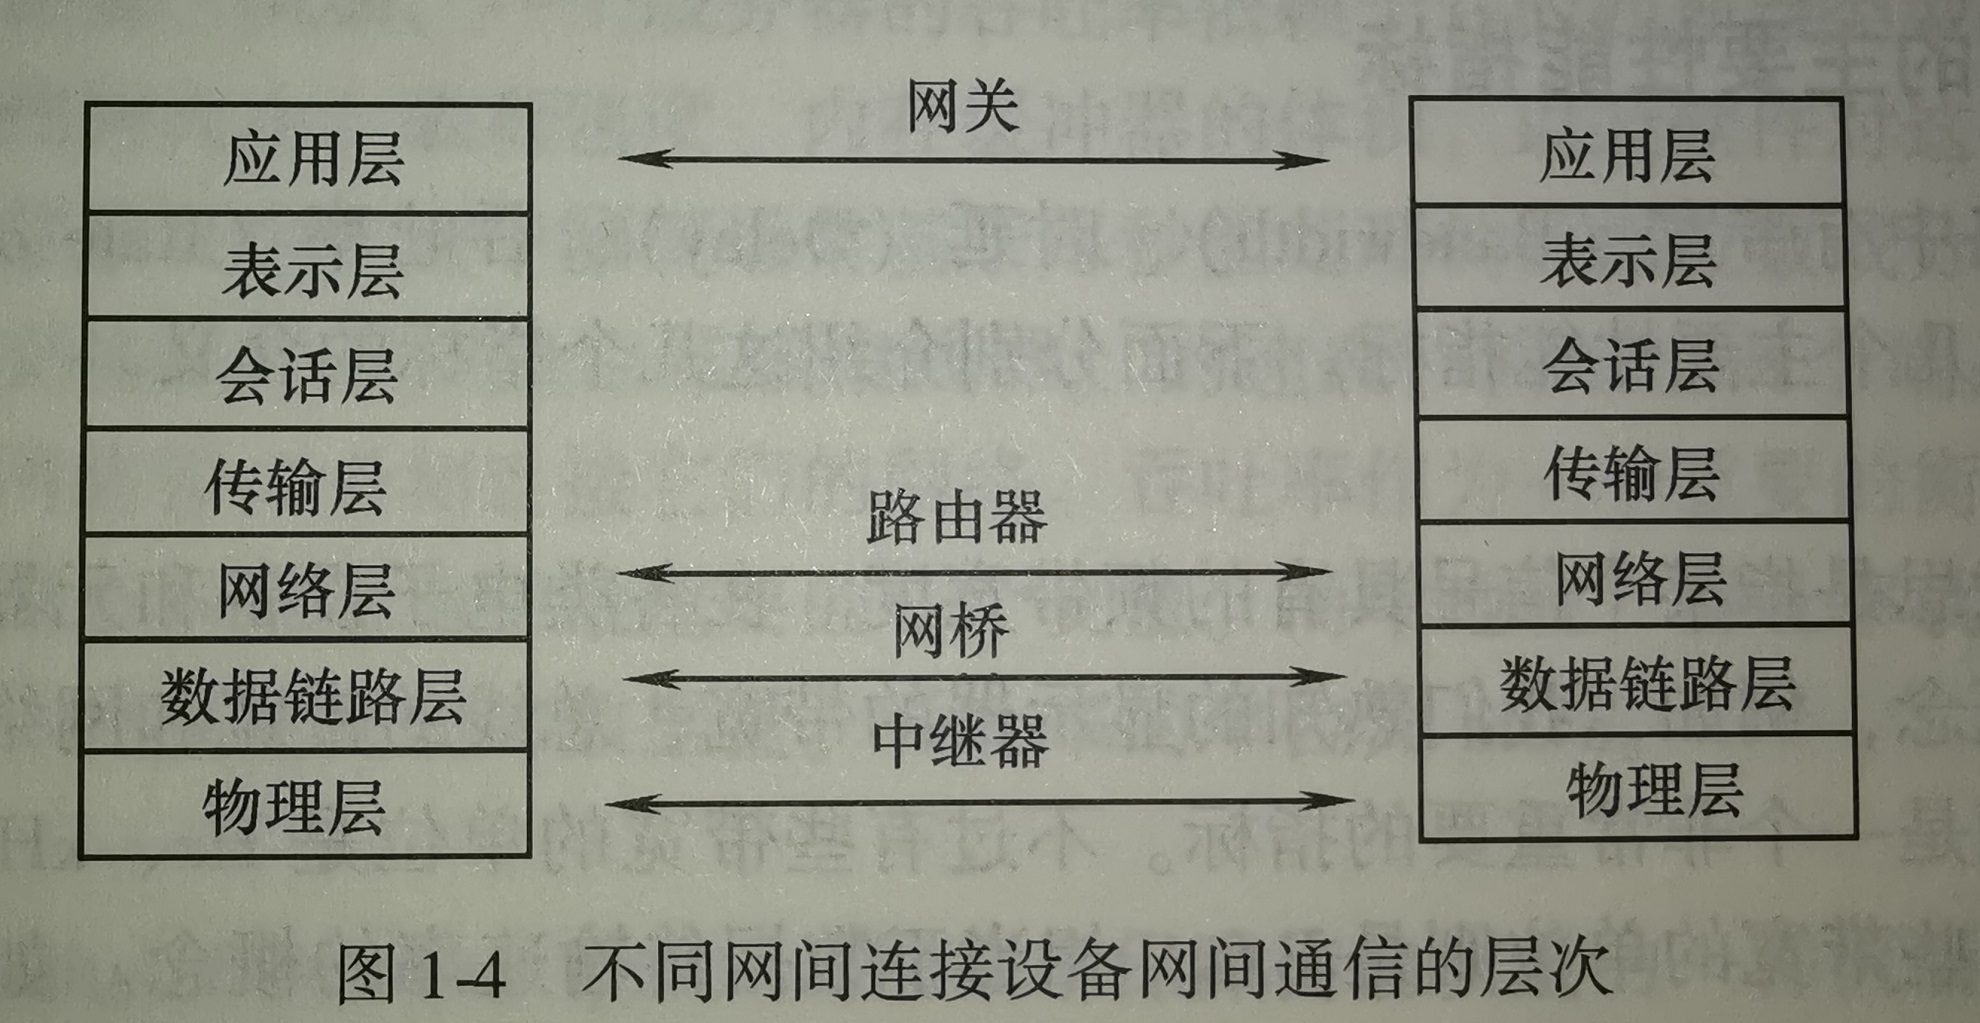 网关
应用层 应用层
表示层 表示层
会话层 会话层
传输层 传输层
路由器
网络层 网络层
网桥
数据链路层 数据链路层
中继器
物理层 物理层
图1-4 不同网间连接设备网间通信的层次